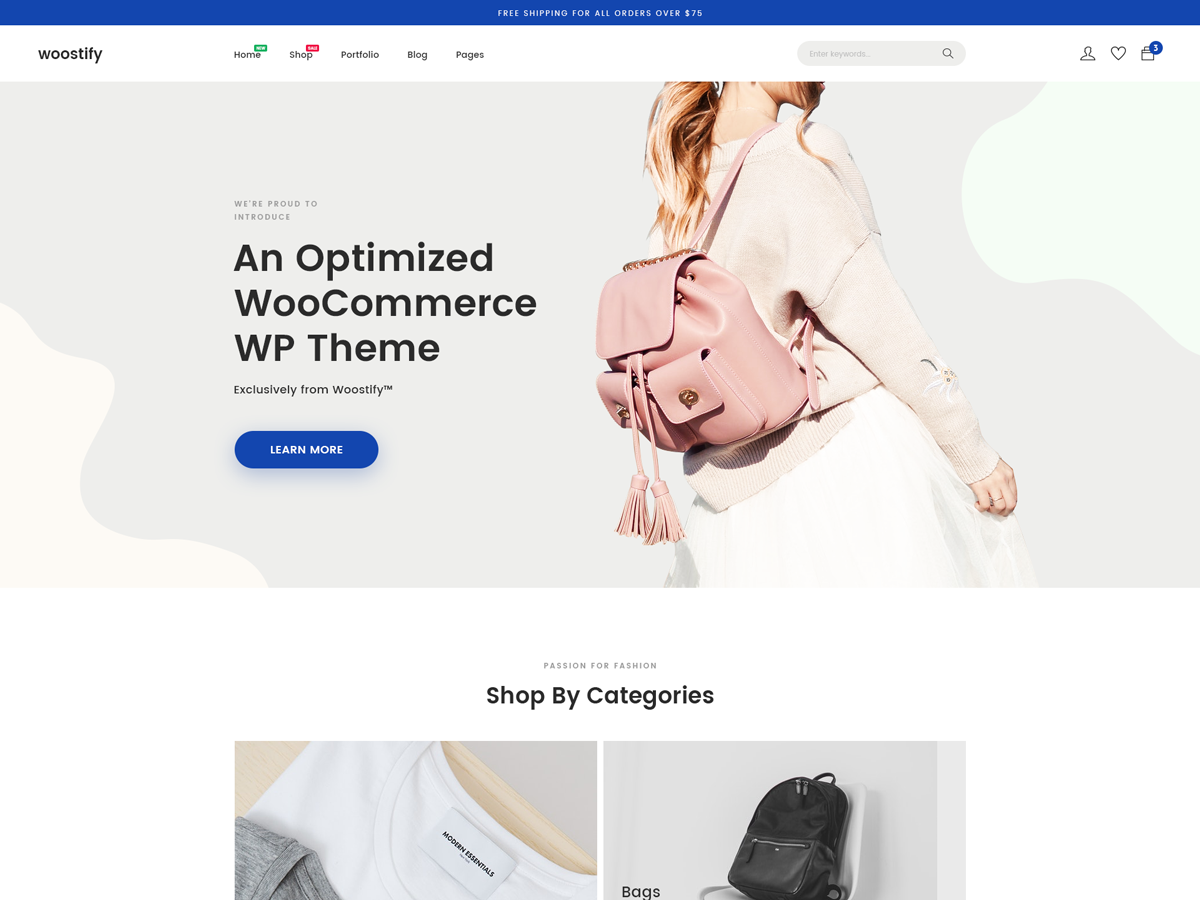 FREE SHIPPING FOR ALL ORDERS OVER $75
woostify
Home
NEW
Shop
SALE
Portfolio
Blog
Pages
Enter keywords...
3
WE'RE PROUD TO
INTRODUCE
An Optimized
WooCommerce
WP Theme
Exclusively from Woostify™
LEARN MORE
PASSION FOR FASHION
Shop By Categories
MODERN ESSENTIALS
Bags